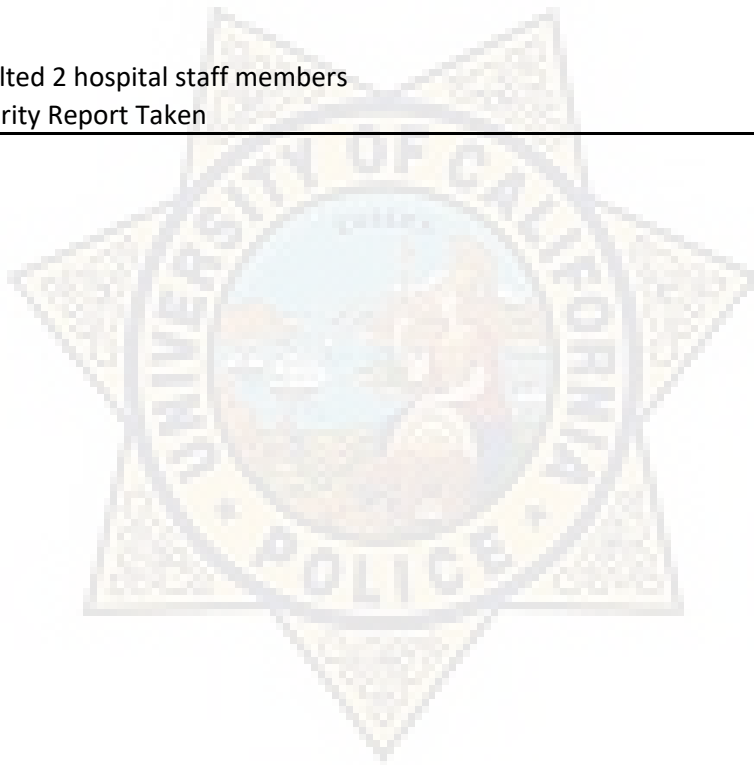 lted 2 hospital staff members
rity Report Taken
UNIVERSITY OF CALIFORNIA
POLICE